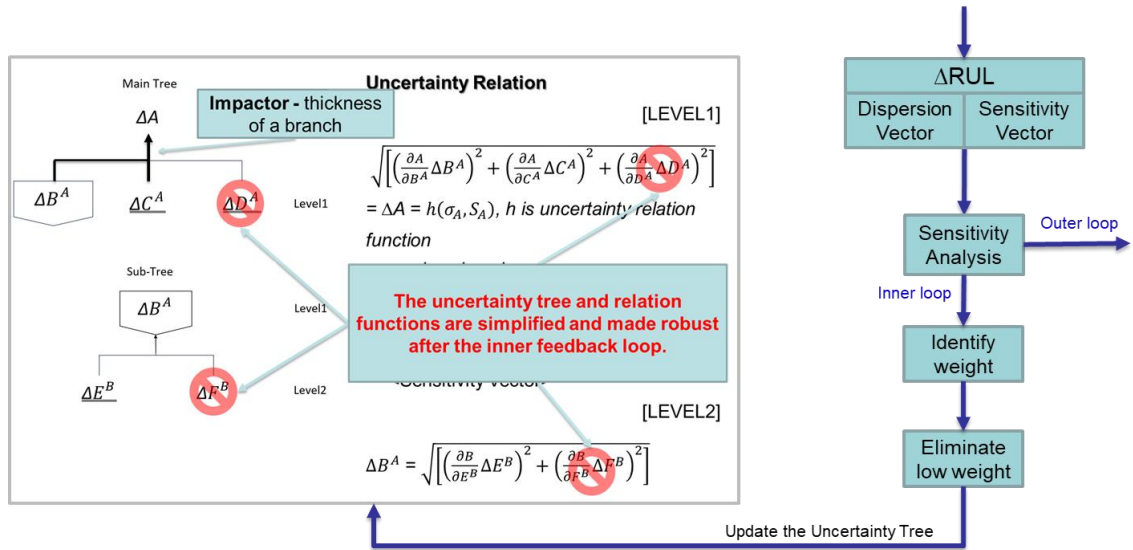 Main Tree
ΔA
Impactor - thickness
of a branch
ΔB^A
ΔC^A
ΔD^A
Level1
Sub-Tree
ΔB^A
Level1
ΔE^B
ΔF^B
Level2
Uncertainty Relation
[LEVEL1]
√[(∂A/∂B^A ΔB^A)^2 + (∂A/∂C^A ΔC^A)^2 + (∂A/∂D^A ΔD^A)^2]
= ΔA = h(σ_A, S_A), h is uncertainty relation
function
The uncertainty tree and relation
functions are simplified and made robust
after the inner feedback loop.
<Sensitivity vector>
[LEVEL2]
ΔB^A = √[(∂B/∂E^B ΔE^B)^2 + (∂B/∂F^B ΔF^B)^2]
ΔRUL
Dispersion
Vector
Sensitivity
Vector
Sensitivity
Analysis
Outer loop
Inner loop
Identify
weight
Eliminate
low weight
Update the Uncertainty Tree